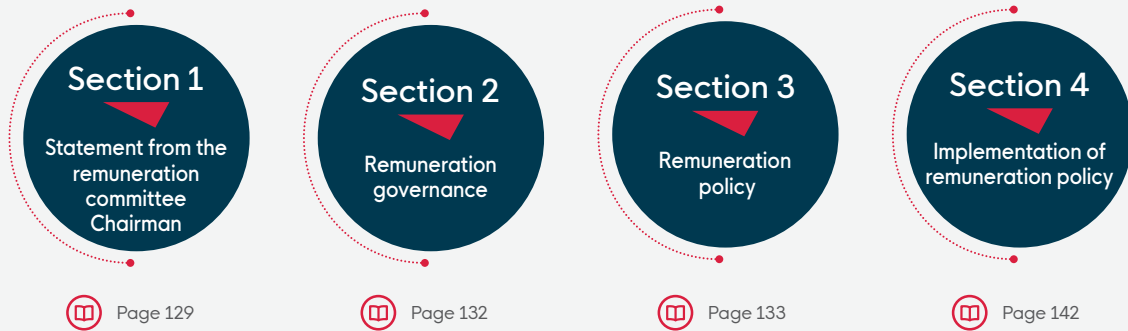 Section 1
Statement from the
remuneration
committee
Chairman
Page 129
Section 2
Remuneration
governance
Page 132
Section 3
Remuneration
policy
Page 133
Section 4
Implementation of
remuneration policy
Page 142